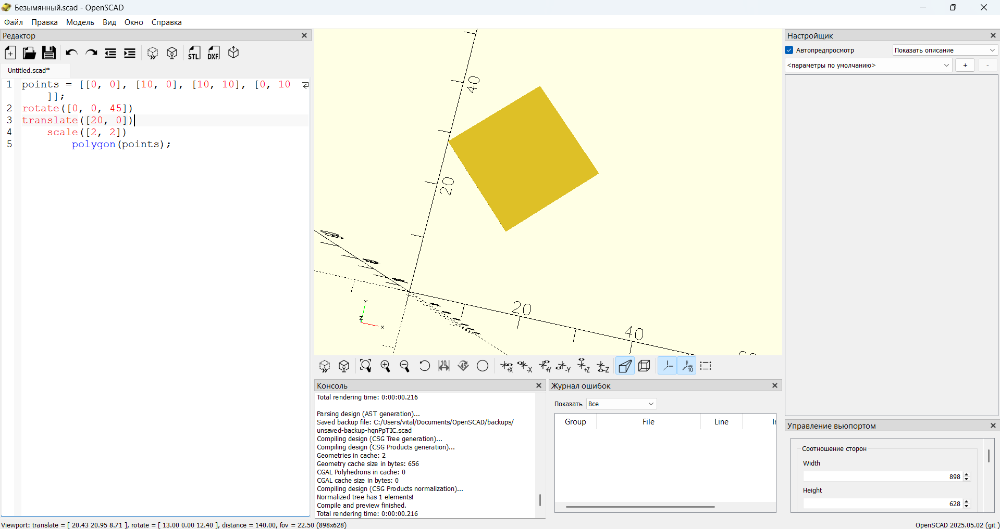 Безымянный.scad - OpenSCAD
Файл Правка Модель Вид Окно Справка
Редактор
STL DXF
Untitled.scad*
1 points = [[0, 0], [10, 0], [10, 10], [0, 10
]];
2 rotate([0, 0, 45])
3 translate([20, 0])
4 scale([2, 2])
5 polygon(points);
40
20
20
40
Y
Z
X
10 45 +X -X +Y -Y +Z -Z 10
Консоль
Total rendering time: 0:00:00.216
Parsing design (AST generation)...
Saved backup file: C:/Users/vital/Documents/OpenSCAD/backups/
unsaved-backup-hqnPpTIC.scad
Compiling design (CSG Tree generation)...
Compiling design (CSG Products generation)...
Geometries in cache: 2
Geometry cache size in bytes: 656
CGAL Polyhedrons in cache: 0
CGAL cache size in bytes: 0
Compiling design (CSG Products normalization)...
Normalized tree has 1 elements!
Compile and preview finished.
Total rendering time: 0:00:00.216
Журнал ошибок
Показать Все
Group File Line
Настройщик
Автопредпросмотр Показать описание
<параметры по умолчанию> + -
Управление вьюпортом
Соотношение сторон
Width
898
Height
628
Viewport: translate = [ 20.43 20.95 8.71 ], rotate = [ 13.00 0.00 12.40 ], distance = 140.00, fov = 22.50 (898x628)
OpenSCAD 2025.05.02 (git )